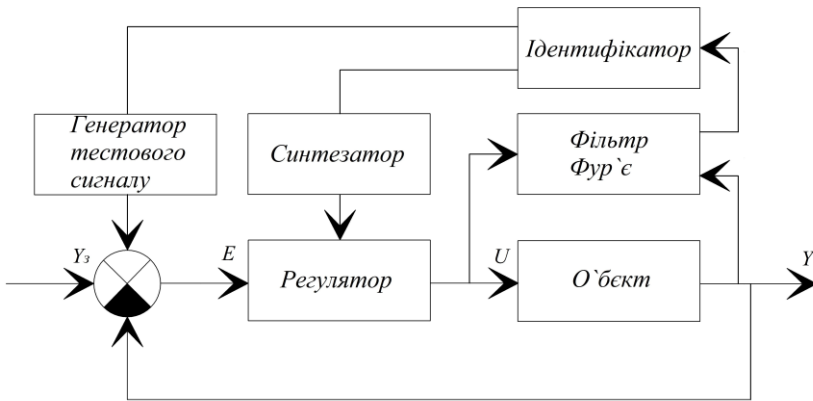 Ідентифікатор
Генератор
тестового
сигналу
Синтезатор
Фільтр
Фур`є
Yз
E
Регулятор
U
О`бєкт
Y